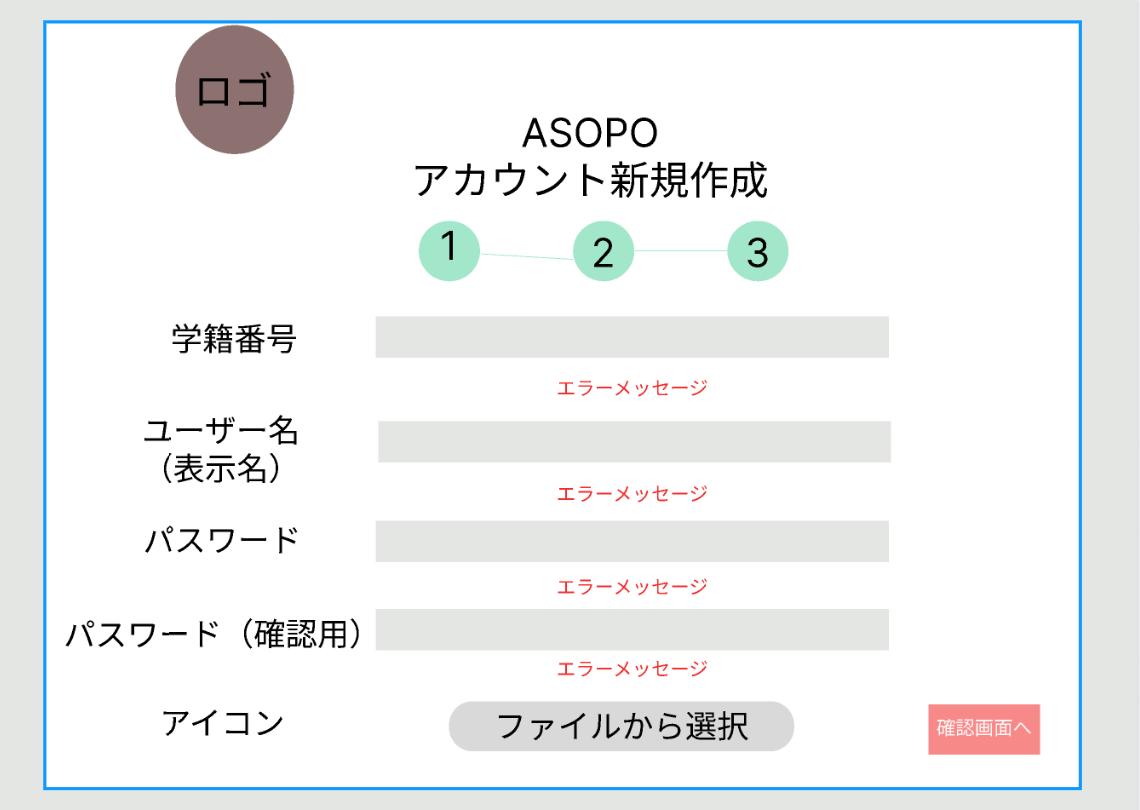 ロゴ
ASOPO
アカウント新規作成
1
2
3
学籍番号
エラーメッセージ
ユーザー名
（表示名）
エラーメッセージ
パスワード
エラーメッセージ
パスワード（確認用）
エラーメッセージ
アイコン
ファイルから選択
確認画面へ